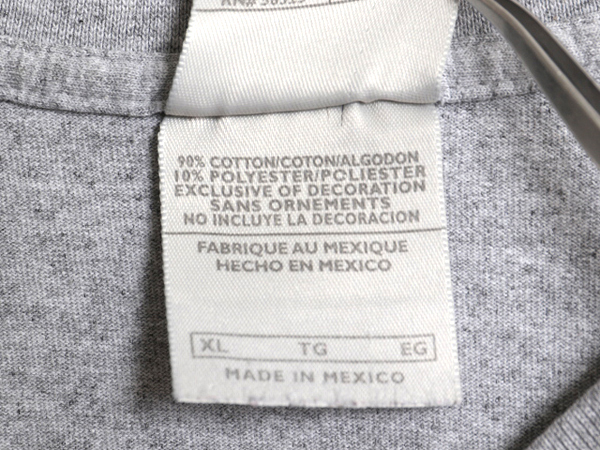 90% COTTON/COTON/ALGODON
10% POLYESTER/POLIESTER
EXCLUSIVE OF DECORATION
SANS ORNEMENTS
NO INCLUYE LA DECORACION
FABRIQUE AU MEXIQUE
HECHO EN MEXICO
XL TG EG
MADE IN MEXICO